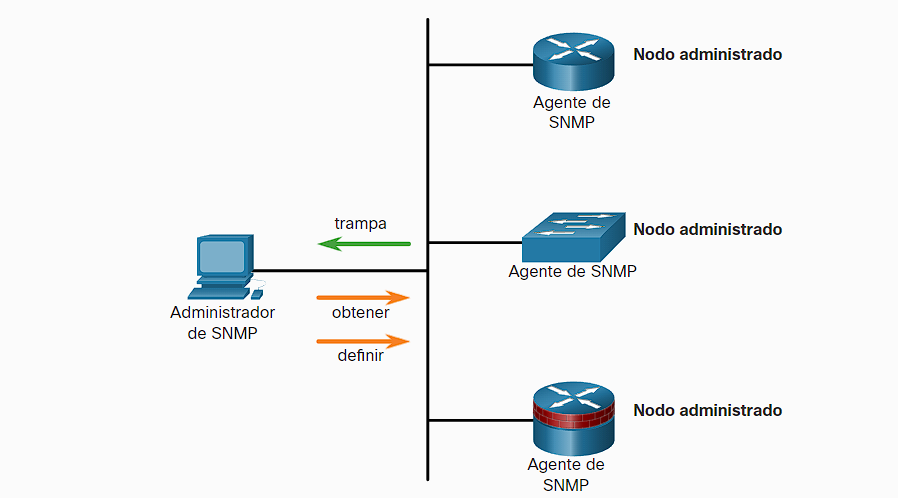 Nodo administrado
Agente de
SNMP
trampa
Nodo administrado
Agente de SNMP
Administrador
de SNMP
obtener
definir
Nodo administrado
Agente de
SNMP